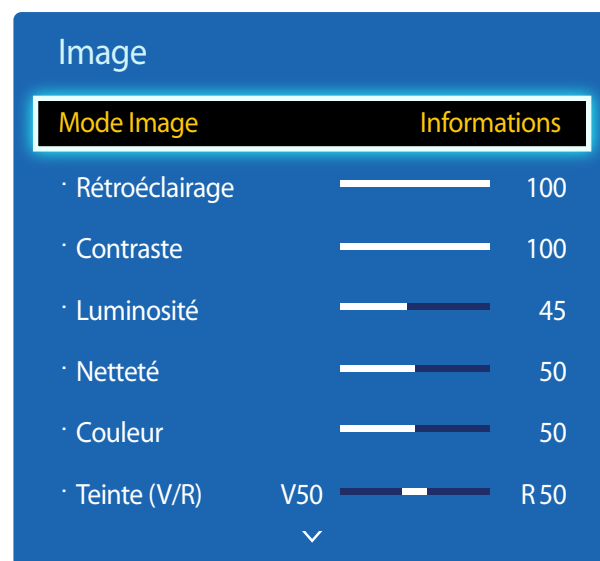 Image
Mode Image Informations
· Rétroéclairage 100
· Contraste 100
· Luminosité 45
· Netteté 50
· Couleur 50
· Teinte (V/R) V50 R50